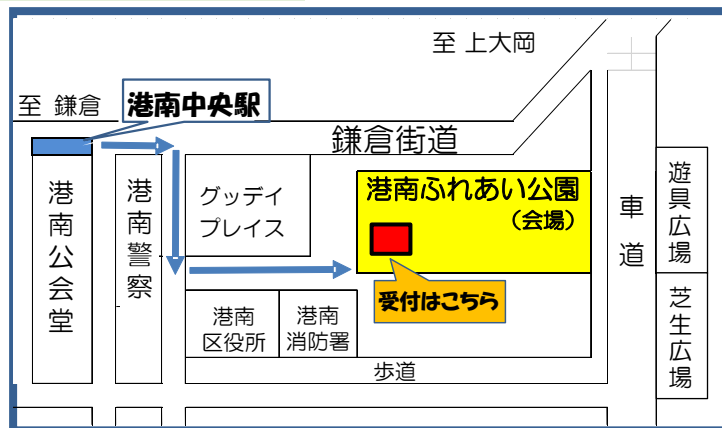 至 上大岡
至 鎌倉
港南中央駅
鎌倉街道
港南公会堂
港南警察
グッデイ
プレイス
港南ふれあい公園
（会場）
車道
遊具広場
受付はこちら
港南
区役所
港南
消防署
芝生広場
歩道